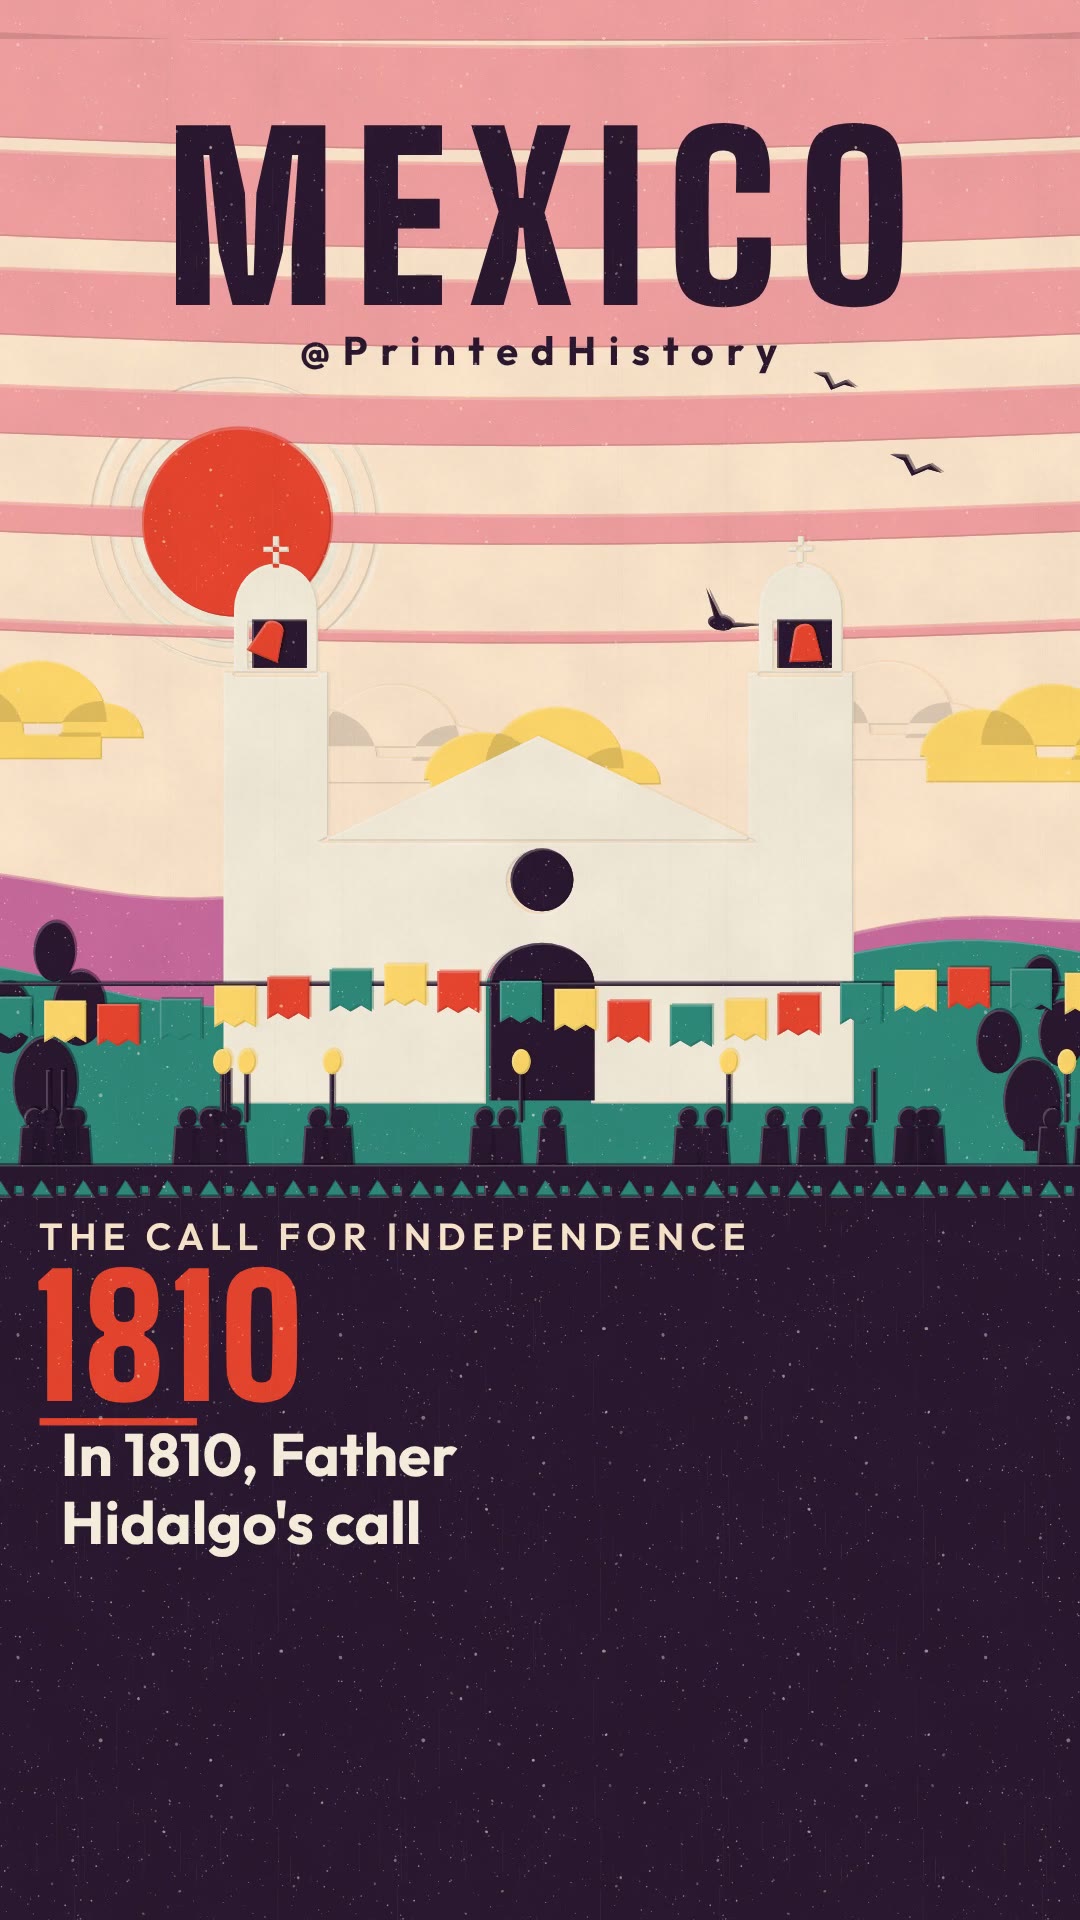 MEXICO
@PrintedHistory
THE CALL FOR INDEPENDENCE
1810
In 1810, Father
Hidalgo's call